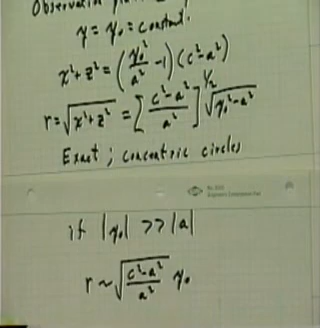 Observation plane
y = y₀ = constant.
x²+z² = (y₀²/a² - 1)(c²-a²)
r = √(x²+z²) = [(c²-a²)/a²]^(1/2) √(y₀²-a²)
Exact ; concentric circles
if |y₀| >> |a|
r ~ √((c²-a²)/a²) y₀